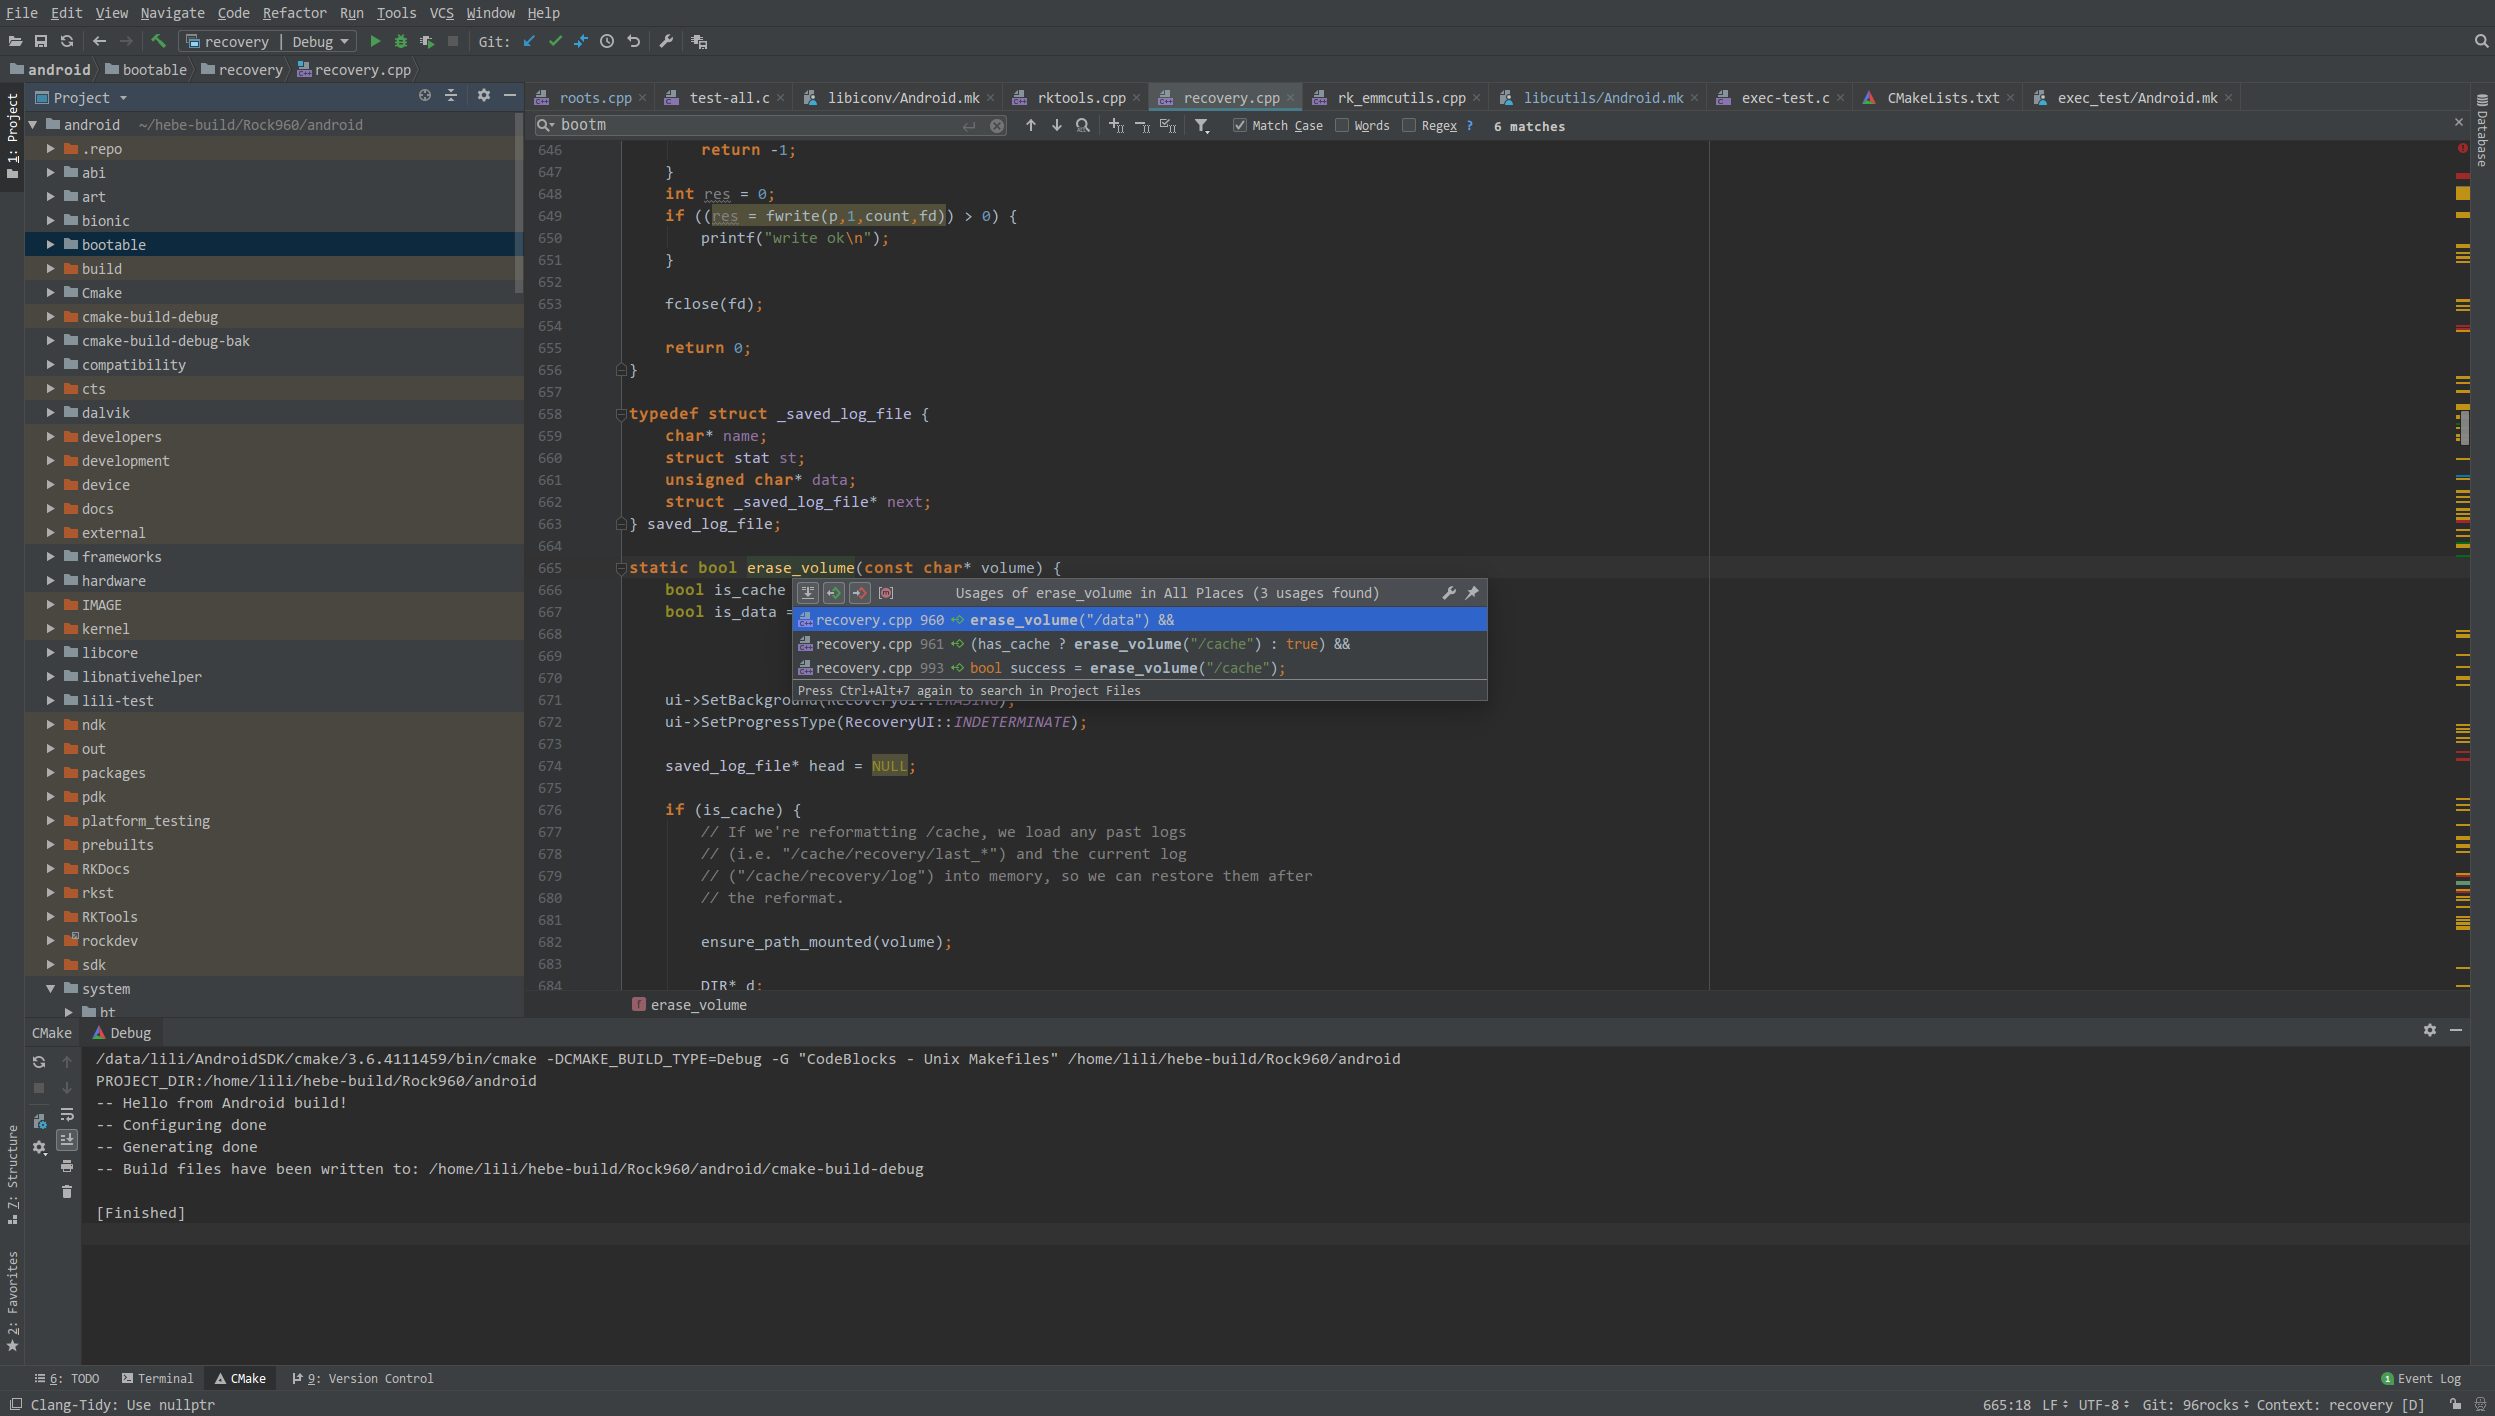 File Edit View Navigate Code Refactor Run Tools VCS Window Help
recovery | Debug Git:
android bootable recovery recovery.cpp
1: Project
Project
roots.cpp test-all.c libiconv/Android.mk rktools.cpp recovery.cpp rk_emmcutils.cpp libcutils/Android.mk exec-test.c CMakeLists.txt exec_test/Android.mk
Database
bootm Match Case Words Regex ? 6 matches
android ~/hebe-build/Rock960/android
.repo
abi
art
bionic
bootable
build
Cmake
cmake-build-debug
cmake-build-debug-bak
compatibility
cts
dalvik
developers
development
device
docs
external
frameworks
hardware
IMAGE
kernel
libcore
libnativehelper
lili-test
ndk
out
packages
pdk
platform_testing
prebuilts
RKDocs
rkst
RKTools
rockdev
sdk
system
bt
646 return -1;
647 }
648 int res = 0;
649 if ((res = fwrite(p,1,count,fd)) > 0) {
650 printf("write ok\n");
651 }
652
653 fclose(fd);
654
655 return 0;
656 }
657
658 typedef struct _saved_log_file {
659 char* name;
660 struct stat st;
661 unsigned char* data;
662 struct _saved_log_file* next;
663 } saved_log_file;
664
665 static bool erase_volume(const char* volume) {
666 bool is_cache
667 bool is_data =
668
669
670
671 ui->SetBackground(RecoveryUI::ERASING);
672 ui->SetProgressType(RecoveryUI::INDETERMINATE);
673
674 saved_log_file* head = NULL;
675
676 if (is_cache) {
677 // If we're reformatting /cache, we load any past logs
678 // (i.e. "/cache/recovery/last_*") and the current log
679 // ("/cache/recovery/log") into memory, so we can restore them after
680 // the reformat.
681
682 ensure_path_mounted(volume);
683
684 DIR* d;
Usages of erase_volume in All Places (3 usages found)
recovery.cpp 960 erase_volume("/data") &&
recovery.cpp 961 (has_cache ? erase_volume("/cache") : true) &&
recovery.cpp 993 bool success = erase_volume("/cache");
Press Ctrl+Alt+7 again to search in Project Files
f erase_volume
CMake Debug
/data/lili/AndroidSDK/cmake/3.6.4111459/bin/cmake -DCMAKE_BUILD_TYPE=Debug -G "CodeBlocks - Unix Makefiles" /home/lili/hebe-build/Rock960/android
PROJECT_DIR:/home/lili/hebe-build/Rock960/android
-- Hello from Android build!
-- Configuring done
-- Generating done
-- Build files have been written to: /home/lili/hebe-build/Rock960/android/cmake-build-debug
[Finished]
7: Structure
2: Favorites
6: TODO Terminal CMake 9: Version Control 1 Event Log
Clang-Tidy: Use nullptr 665:18 LF UTF-8 Git: 96rocks Context: recovery [D]